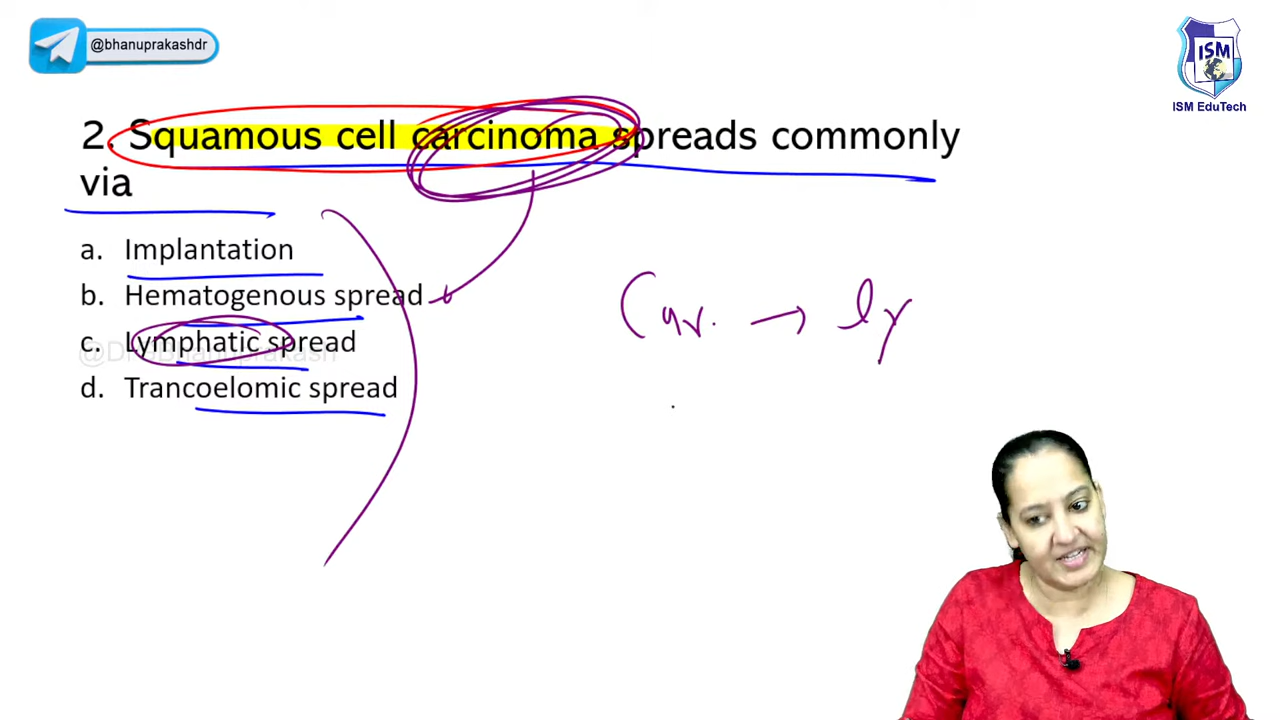 @bhanuprakashdr
ISM
ISM EduTech
2. Squamous cell carcinoma spreads commonly
via
a. Implantation
b. Hematogenous spread
c. Lymphatic spread
d. Trancoelomic spread
Car. → ly